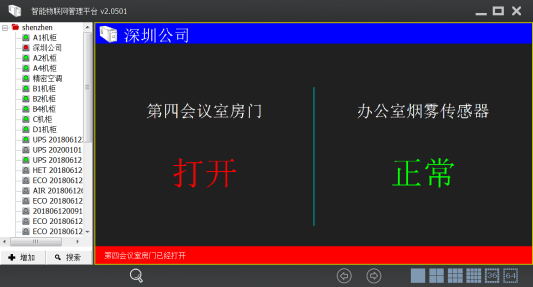 智能物联网管理平台 v2.0501
shenzhen
A1机柜
深圳公司
A2机柜
A4机柜
精密空调
B1机柜
B2机柜
B4机柜
C机柜
D1机柜
UPS 20180612
UPS 20200101
UPS 20180612
HET 20180612
ECO 20180612
AIR 20180612
ECO 20180612
201806120091
ECO 20180612
ECO 20180612
增加
搜索
深圳公司
第四会议室房门
打开
办公室烟雾传感器
正常
第四会议室房门已经打开
36
64